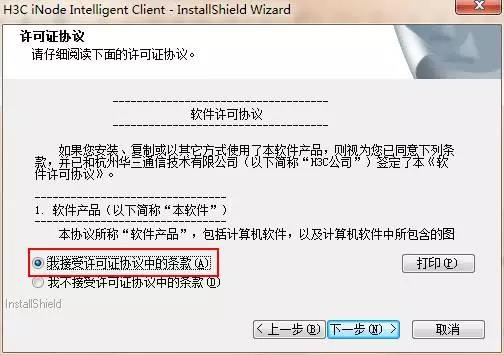 H3C iNode Intelligent Client - InstallShield Wizard
许可证协议
请仔细阅读下面的许可证协议。
软件许可协议
如果您安装、复制或以其它方式使用了本软件产品，则视为您已同意下列条
款，并已和杭州华三通信技术有限公司（以下简称“H3C公司”）签定了本《软
件许可协议》。
1. 软件产品（以下简称“本软件”）
本协议所称“软件产品”，包括计算机软件，以及计算机软件中所包含的图
我接受许可证协议中的条款(A)
打印(P)
我不接受许可证协议中的条款(D)
InstallShield
< 上一步(B)
下一步(N) >
取消